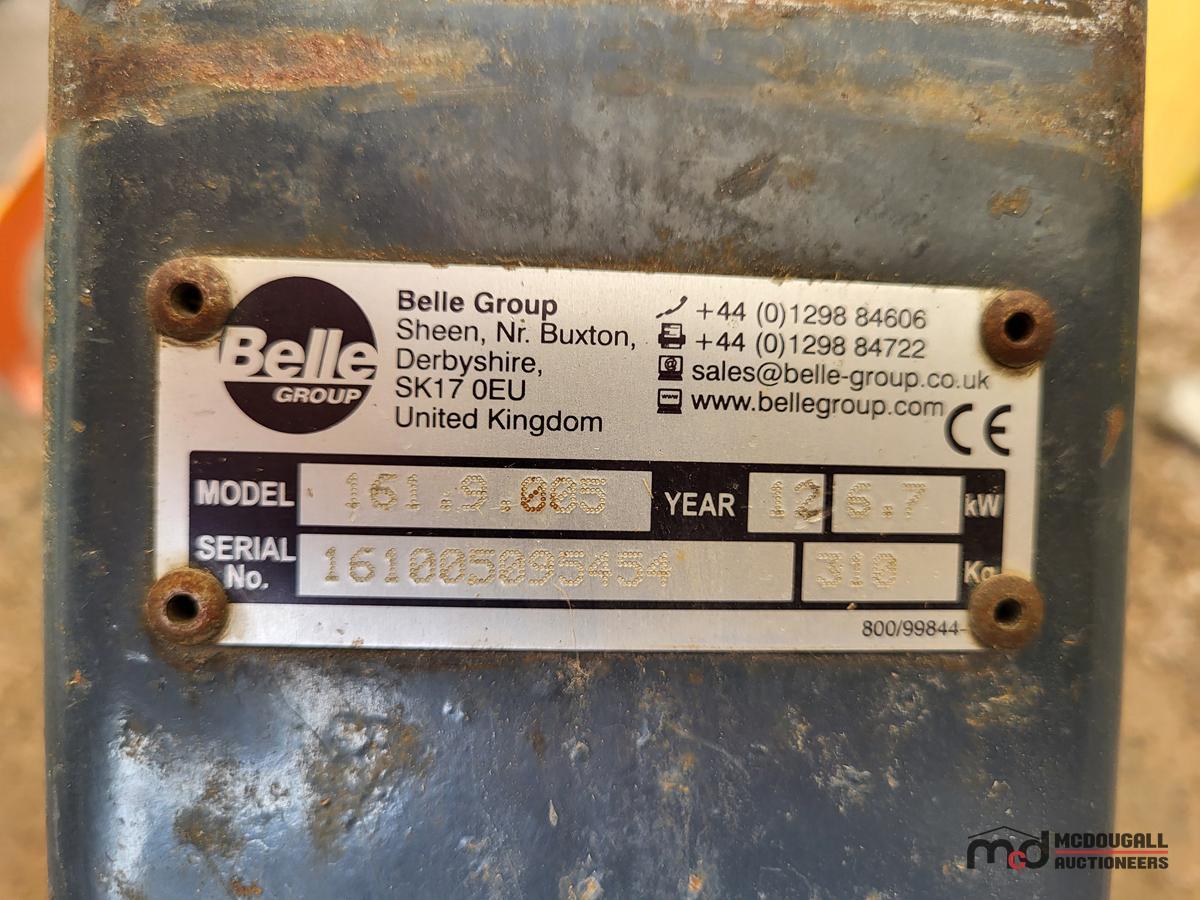 Belle
GROUP
Belle Group
Sheen, Nr. Buxton,
Derbyshire,
SK17 0EU
United Kingdom
+44 (0)1298 84606
+44 (0)1298 84722
sales@belle-group.co.uk
www.bellegroup.com
CE
MODEL 161.9.005 YEAR 12 6.7 kW
SERIAL No. 161005095454 310 Kg
800/99844-
mcd MCDOUGALL
AUCTIONEERS